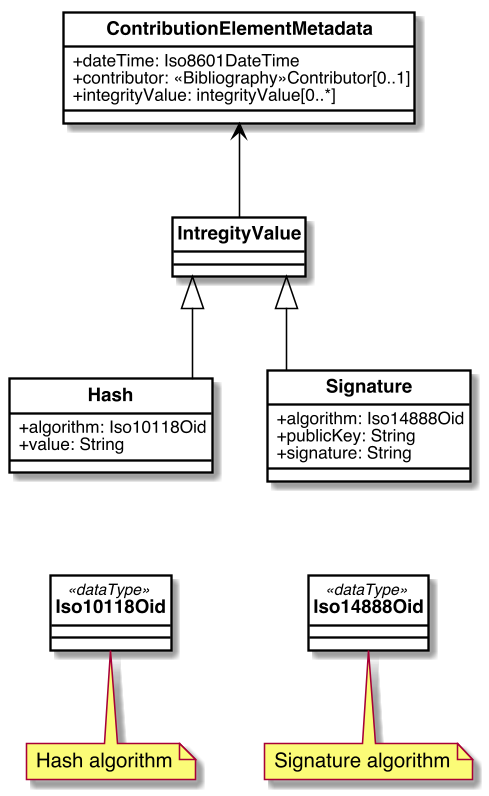 ContributionElementMetadata
+dateTime: Iso8601DateTime
+contributor: «Bibliography»Contributor[0..1]
+integrityValue: integrityValue[0..*]
IntregityValue
Hash
+algorithm: Iso10118Oid
+value: String
Signature
+algorithm: Iso14888Oid
+publicKey: String
+signature: String
«dataType»
Iso10118Oid
«dataType»
Iso14888Oid
Hash algorithm
Signature algorithm